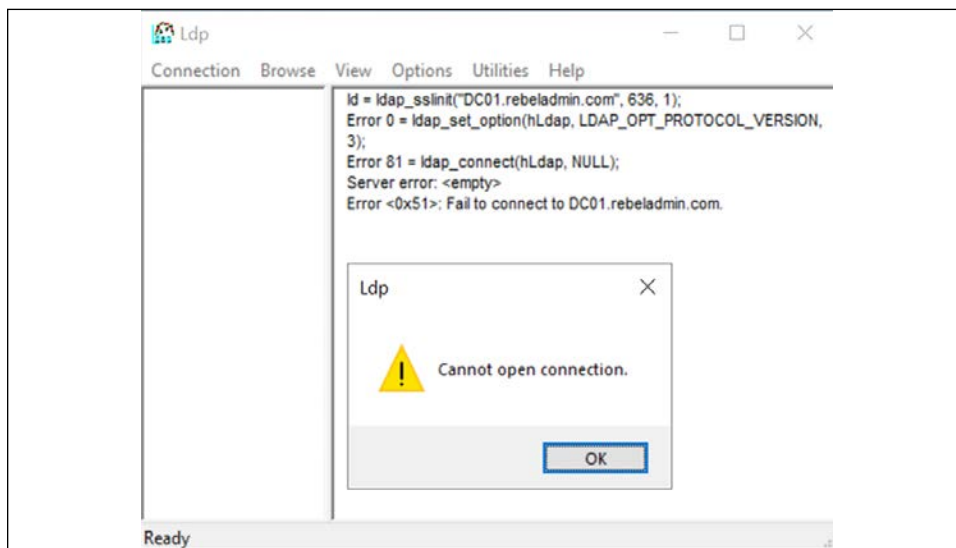 Ldp
Connection Browse View Options Utilities Help
ld = ldap_sslinit("DC01.rebeladmin.com", 636, 1);
Error 0 = ldap_set_option(hLdap, LDAP_OPT_PROTOCOL_VERSION,
3);
Error 81 = ldap_connect(hLdap, NULL);
Server error: <empty>
Error <0x51>: Fail to connect to DC01.rebeladmin.com.
Ldp
Cannot open connection.
OK
Ready